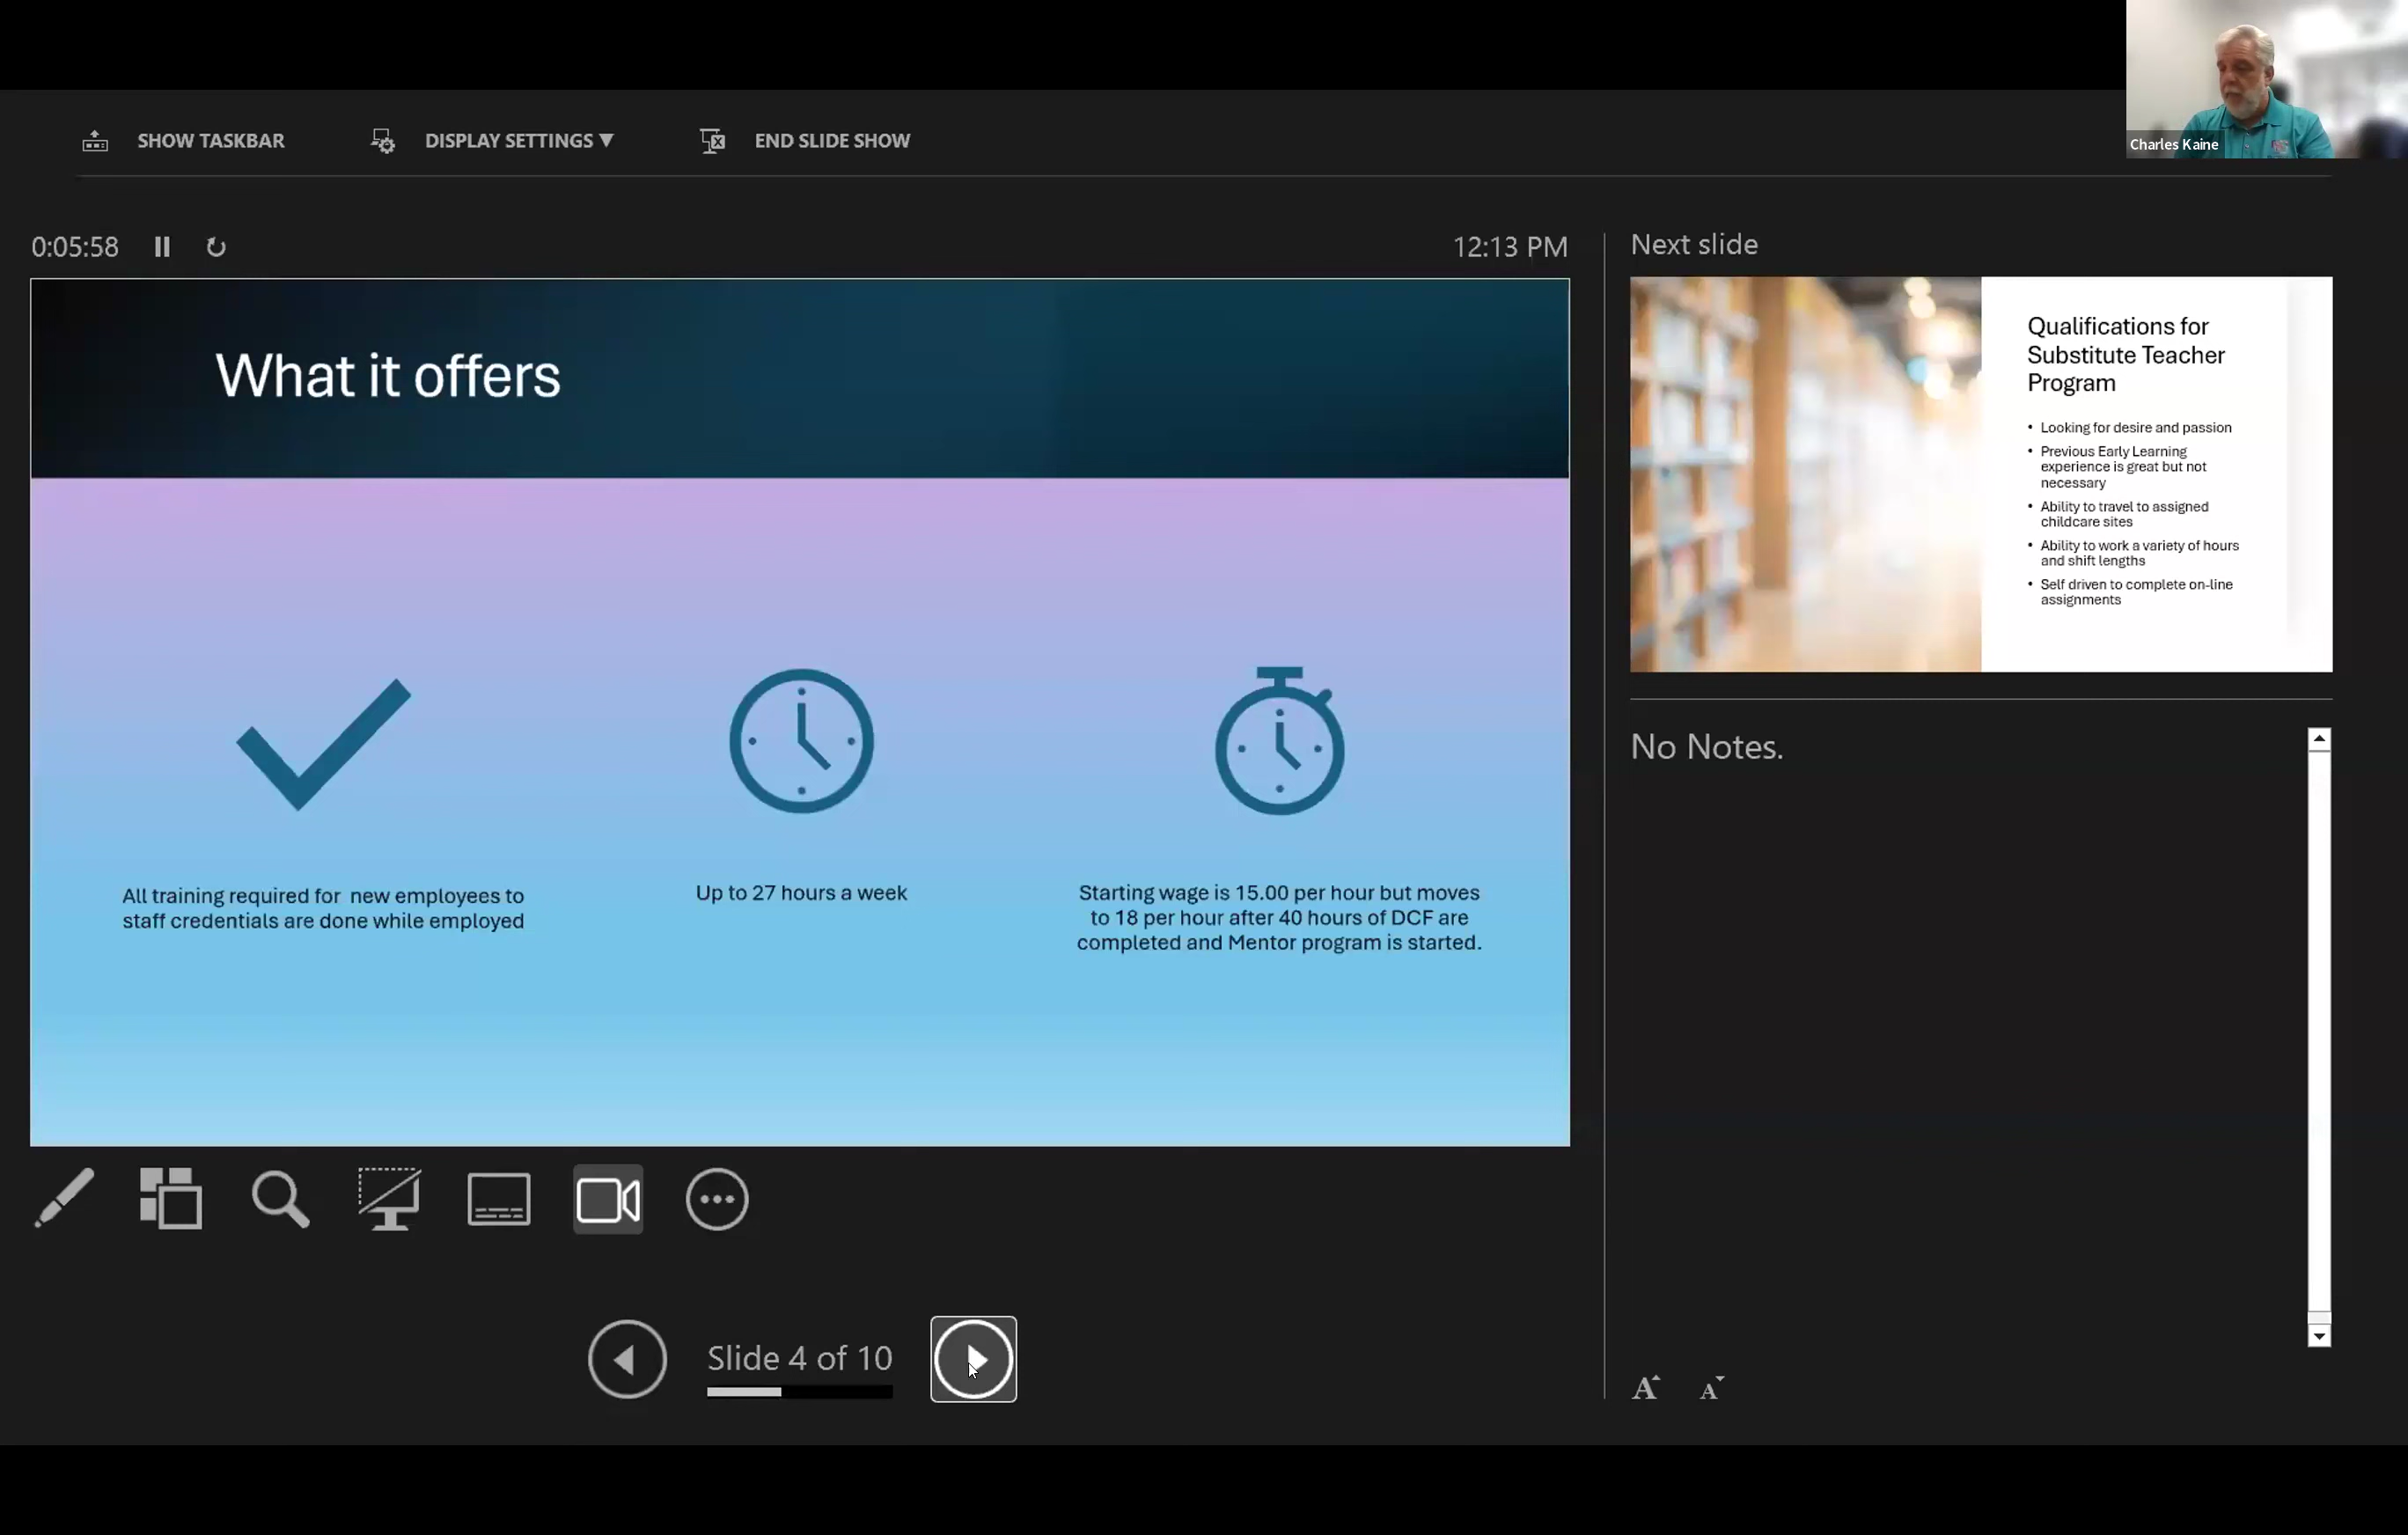 Charles Kaine
SHOW TASKBAR
DISPLAY SETTINGS ▼
END SLIDE SHOW
0:05:58
12:13 PM
What it offers
All training required for new employees to
staff credentials are done while employed
Up to 27 hours a week
Starting wage is 15.00 per hour but moves
to 18 per hour after 40 hours of DCF are
completed and Mentor program is started.
Slide 4 of 10
Next slide
Qualifications for
Substitute Teacher
Program
• Looking for desire and passion
• Previous Early Learning
experience is great but not
necessary
• Ability to travel to assigned
childcare sites
• Ability to work a variety of hours
and shift lengths
• Self driven to complete on-line
assignments
No Notes.
A A